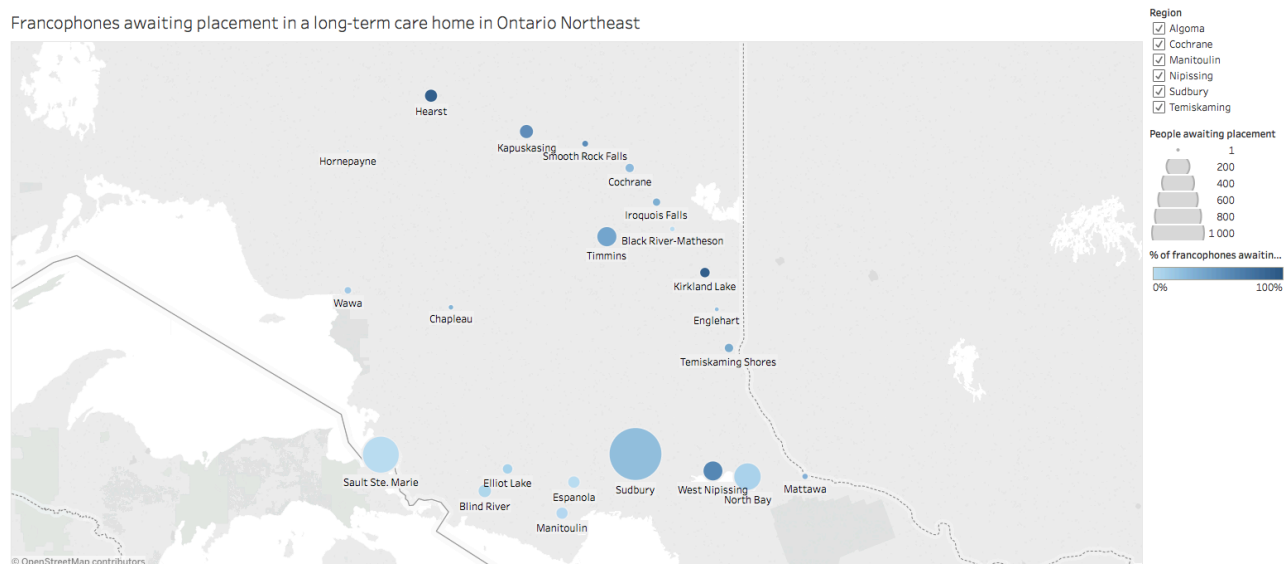 Francophones awaiting placement in a long-term care home in Ontario Northeast
Region
Algoma
Cochrane
Manitoulin
Nipissing
Sudbury
Temiskaming
People awaiting placement
1
200
400
600
800
1 000
% of francophones awaitin...
0% 100%
Hearst
Kapuskasing
Smooth Rock Falls
Hornepayne
Cochrane
Iroquois Falls
Black River-Matheson
Timmins
Kirkland Lake
Wawa
Chapleau
Englehart
Temiskaming Shores
Sault Ste. Marie
Elliot Lake
Blind River
Espanola
Manitoulin
Sudbury
West Nipissing
North Bay
Mattawa
© OpenStreetMap contributors